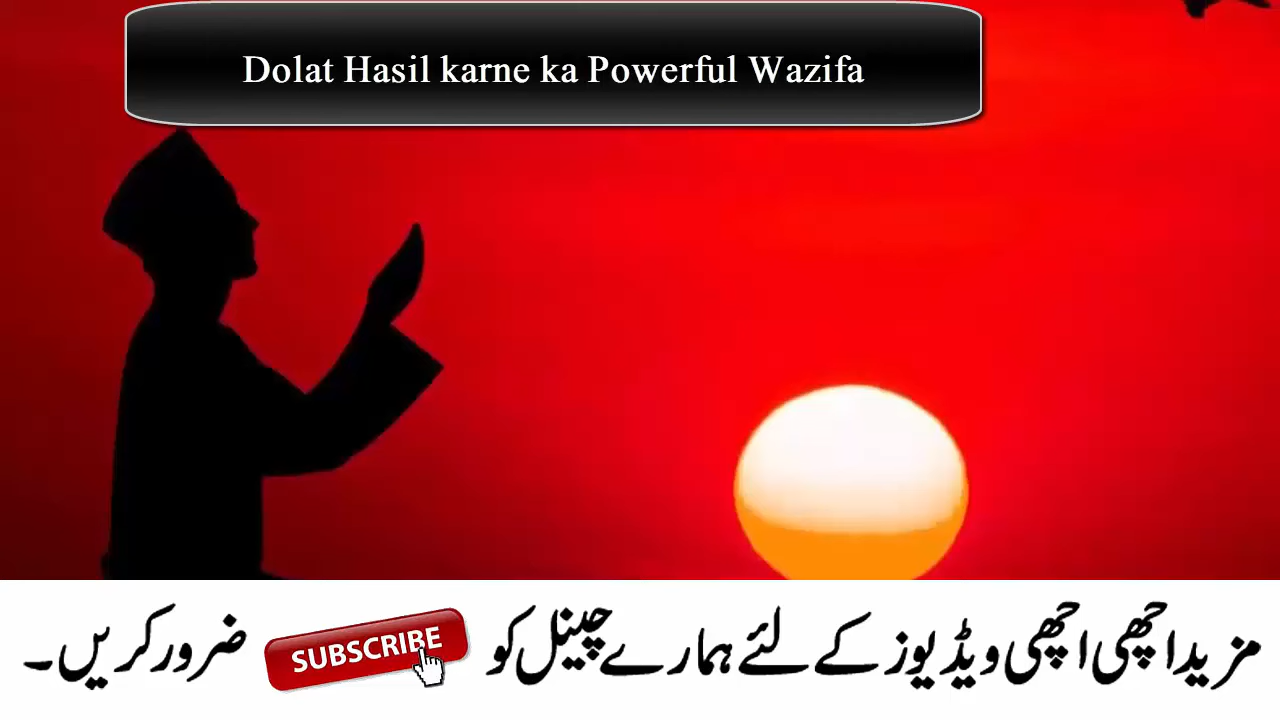 Dolat Hasil karne ka Powerful Wazifa
مزید اچھی اچھی ویڈیوز کے لئے ہمارے چینل کو SUBSCRIBE ضرور کریں۔